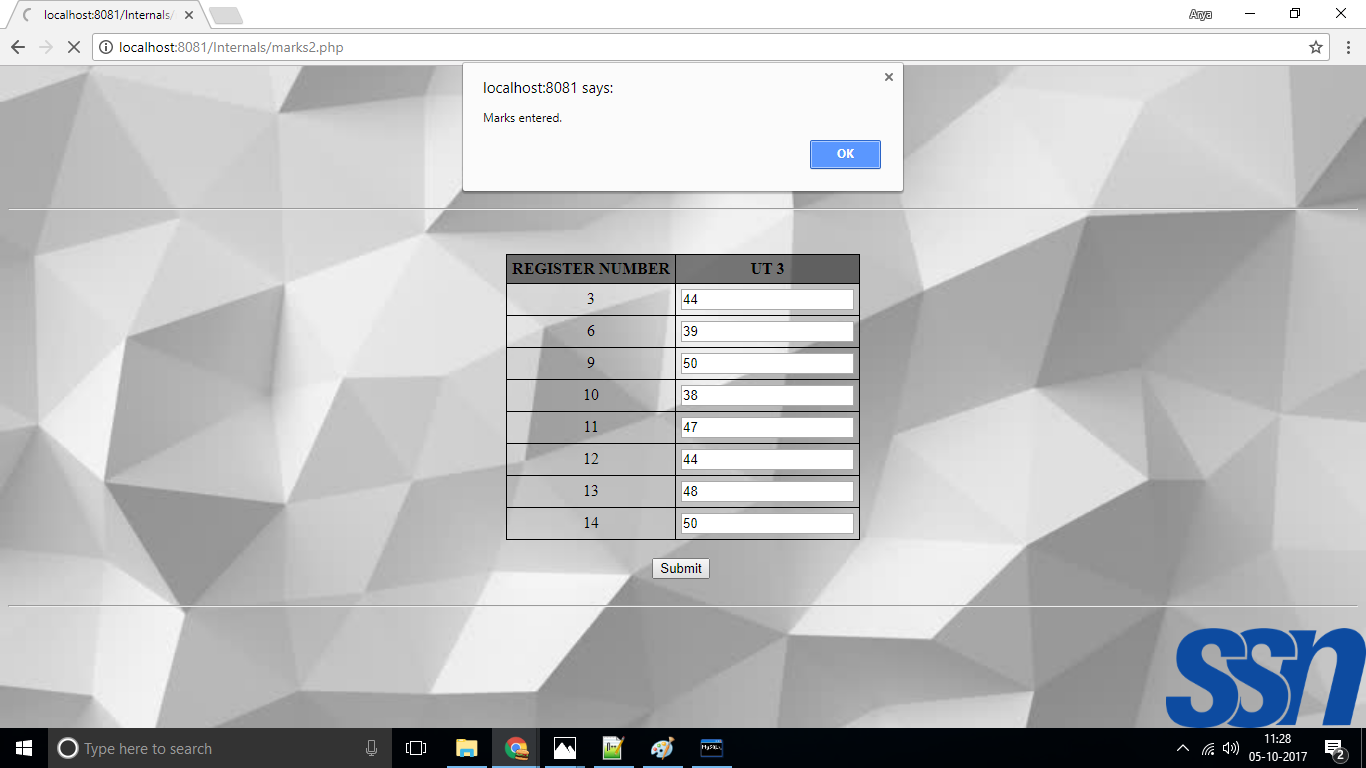 localhost:8081/Internals/
Arya
localhost:8081/Internals/marks2.php
localhost:8081 says:
Marks entered.
OK
REGISTER NUMBER UT 3
3 44
6 39
9 50
10 38
11 47
12 44
13 48
14 50
Submit
ssn
Type here to search
11:28
05-10-2017
2